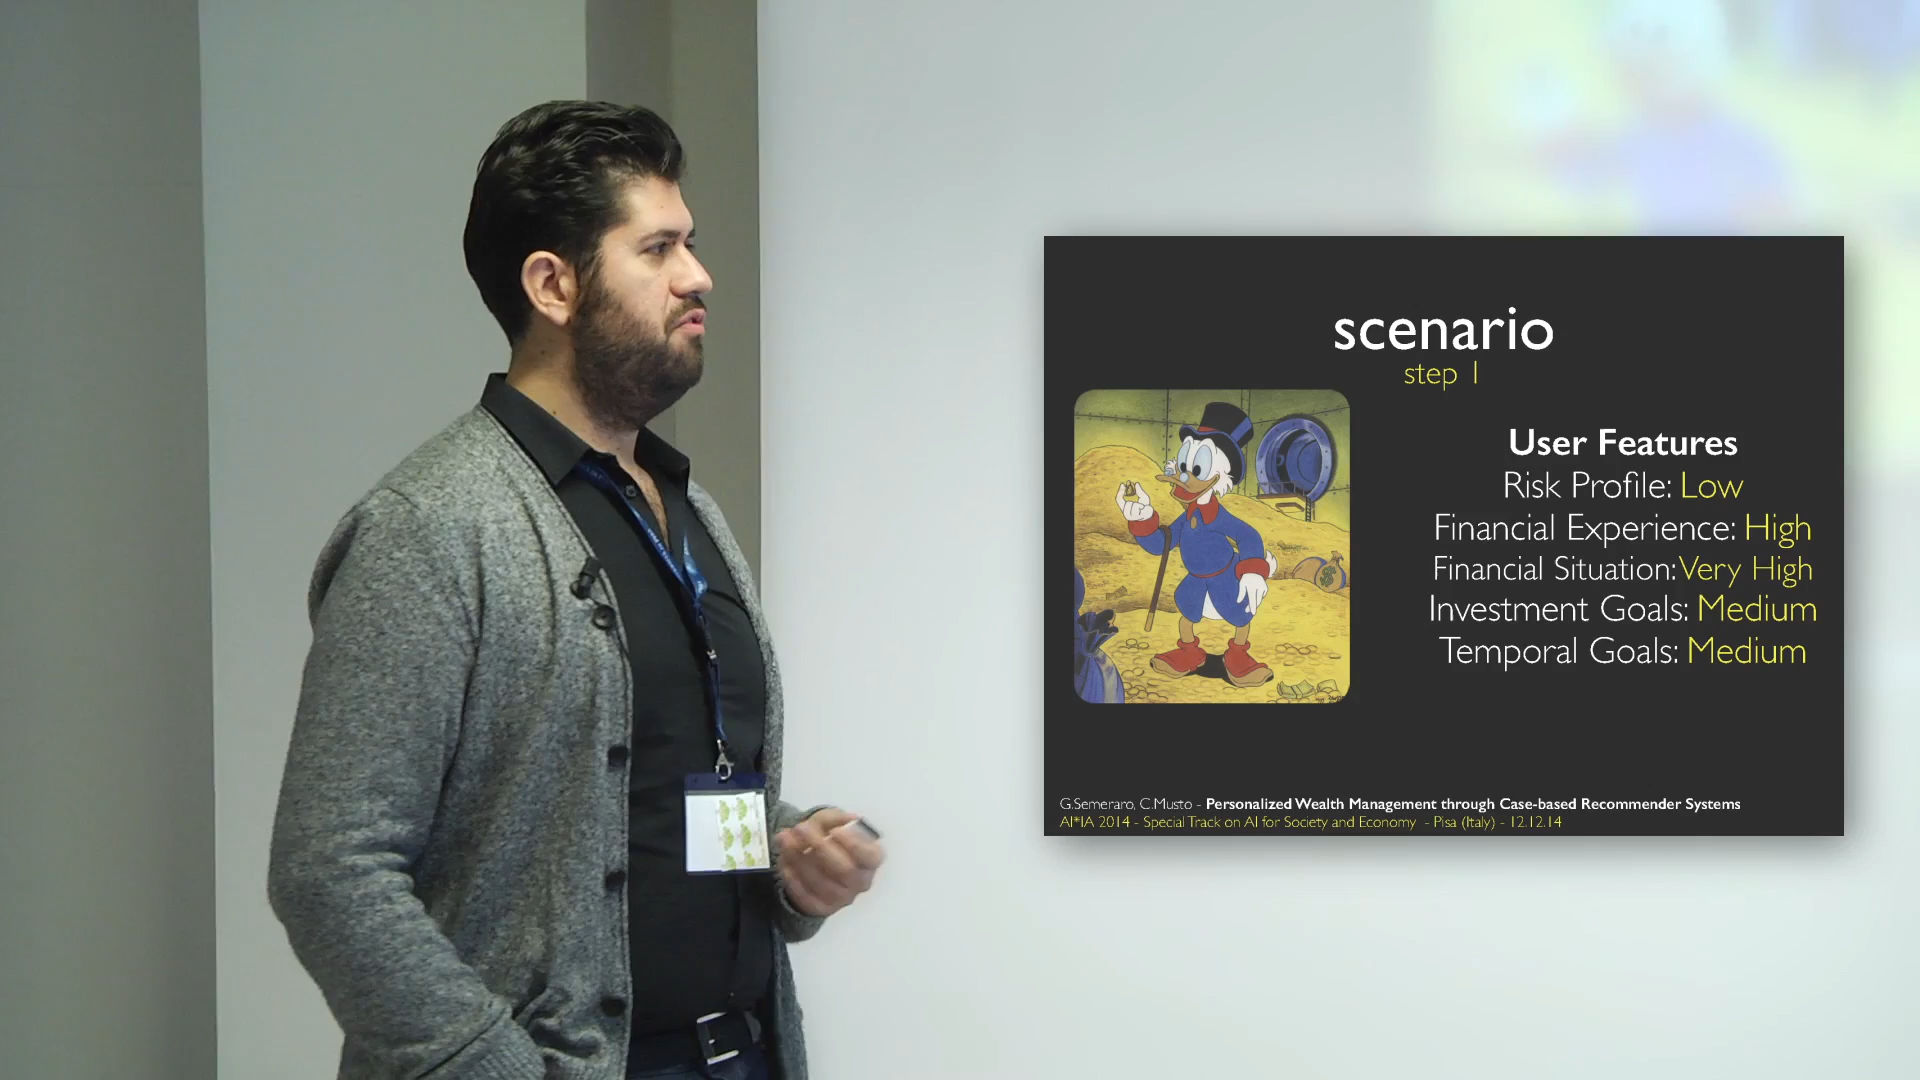 scenario
step 1
User Features
Risk Profile: Low
Financial Experience: High
Financial Situation: Very High
Investment Goals: Medium
Temporal Goals: Medium
G.Semeraro, C.Musto - Personalized Wealth Management through Case-based Recommender Systems
AI*IA 2014 - Special Track on AI for Society and Economy - Pisa (Italy) - 12.12.14